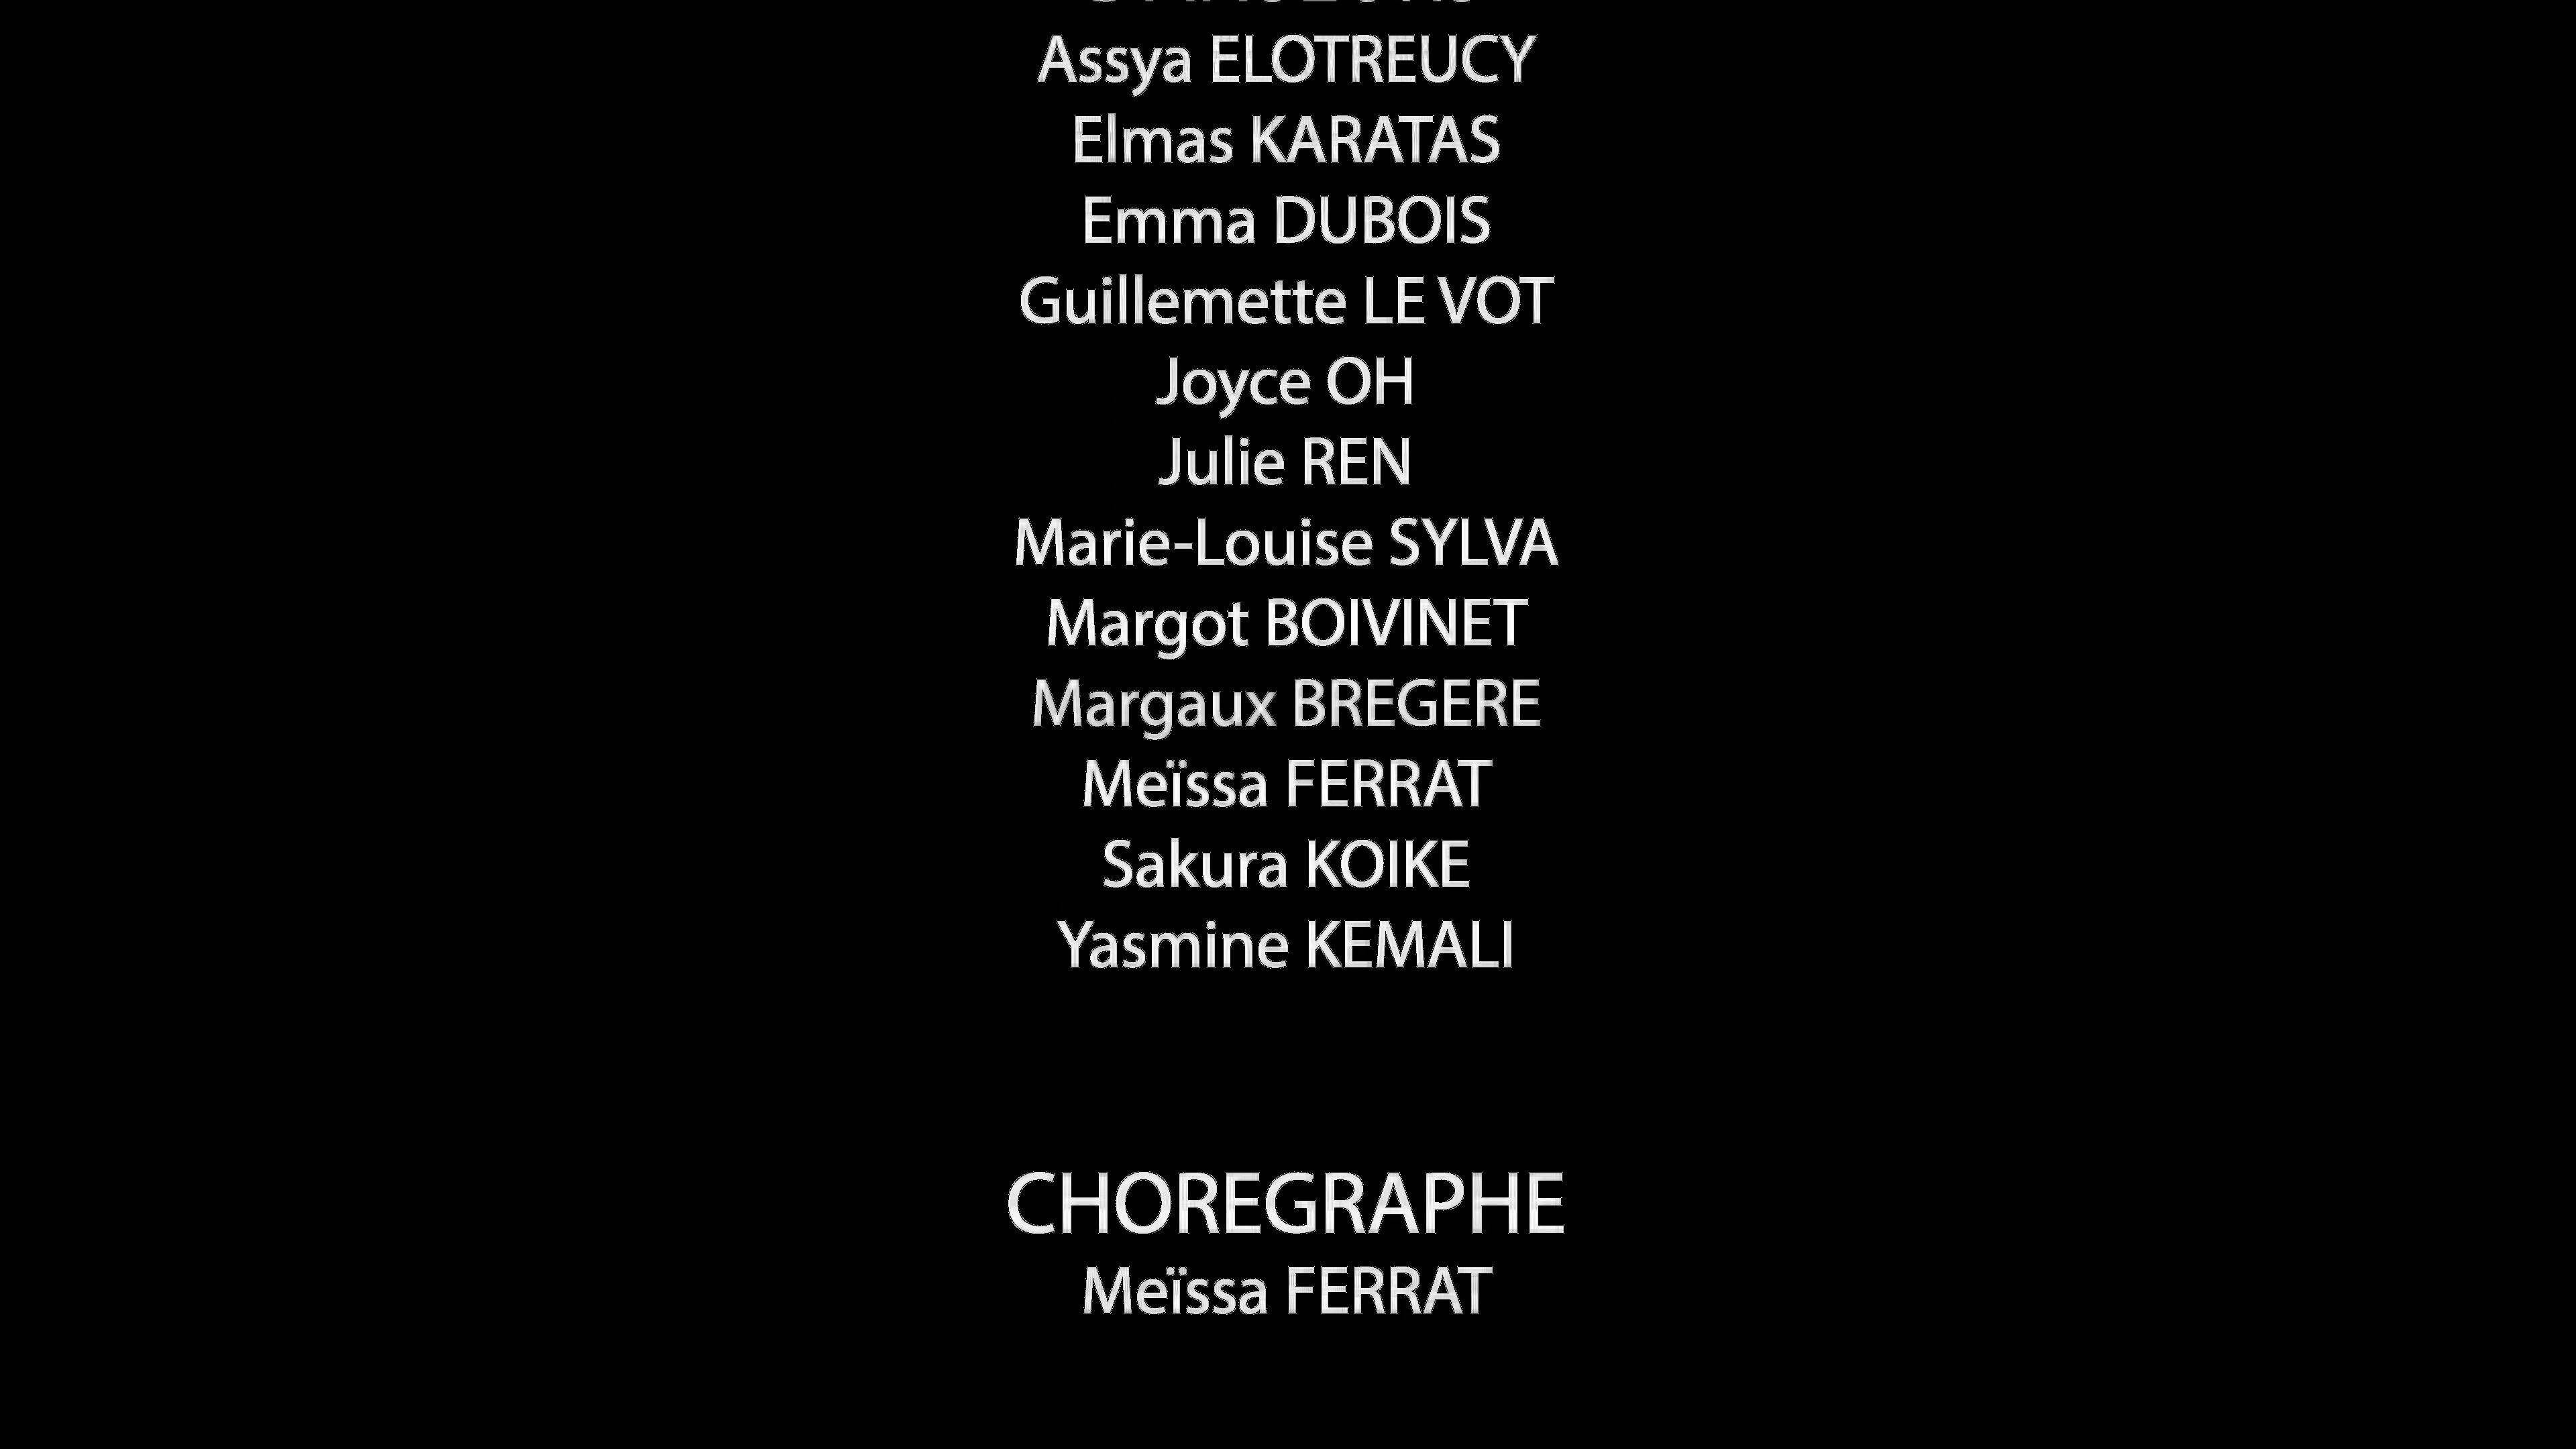 Assya ELOTREUCY
Elmas KARATAS
Emma DUBOIS
Guillemette LE VOT
Joyce OH
Julie REN
Marie-Louise SYLVA
Margot BOIVINET
Margaux BREGERE
Meïssa FERRAT
Sakura KOIKE
Yasmine KEMALI
CHOREGRAPHE
Meïssa FERRAT